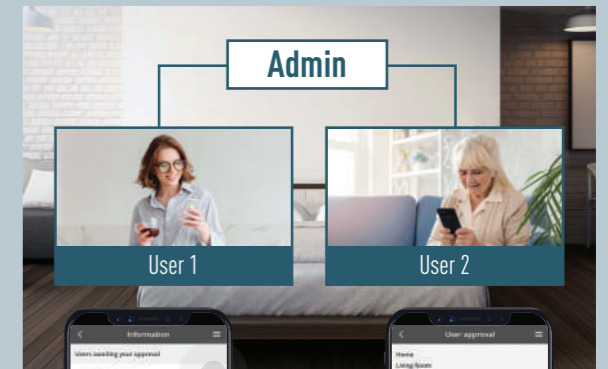 Admin
User 1
User 2
Information
Users awaiting your approval
User approval
Home
Living Room